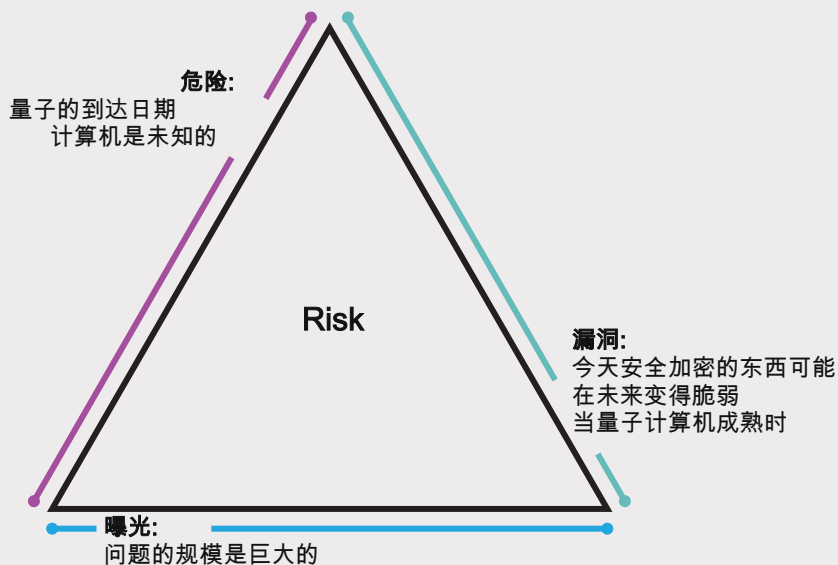 危险:
量子的到达日期
计算机是未知的
Risk
漏洞:
今天安全加密的东西可能
在未来变得脆弱
当量子计算机成熟时
曝光:
问题的规模是巨大的